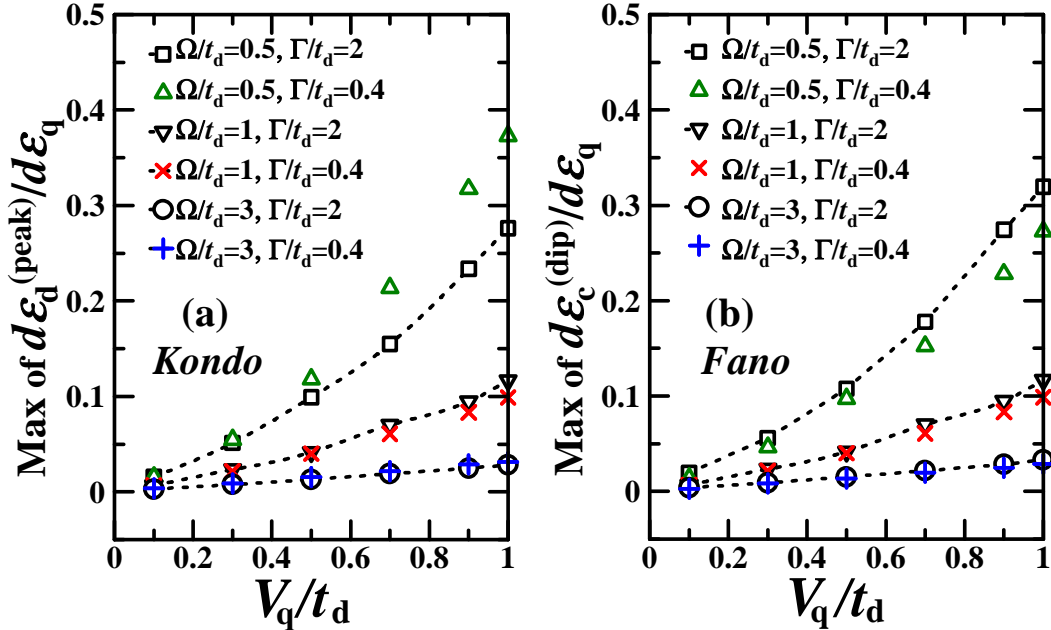 Max of dε_d^(peak)/dε_q
0.5
0.4
0.3
0.2
0.1
0
Ω/t_d=0.5, Γ/t_d=2
Ω/t_d=0.5, Γ/t_d=0.4
Ω/t_d=1, Γ/t_d=2
Ω/t_d=1, Γ/t_d=0.4
Ω/t_d=3, Γ/t_d=2
Ω/t_d=3, Γ/t_d=0.4
(a)
Kondo
0 0.2 0.4 0.6 0.8 1
V_q/t_d
Max of dε_c^(dip)/dε_q
0.5
0.4
0.3
0.2
0.1
0
Ω/t_d=0.5, Γ/t_d=2
Ω/t_d=0.5, Γ/t_d=0.4
Ω/t_d=1, Γ/t_d=2
Ω/t_d=1, Γ/t_d=0.4
Ω/t_d=3, Γ/t_d=2
Ω/t_d=3, Γ/t_d=0.4
(b)
Fano
0 0.2 0.4 0.6 0.8 1
V_q/t_d